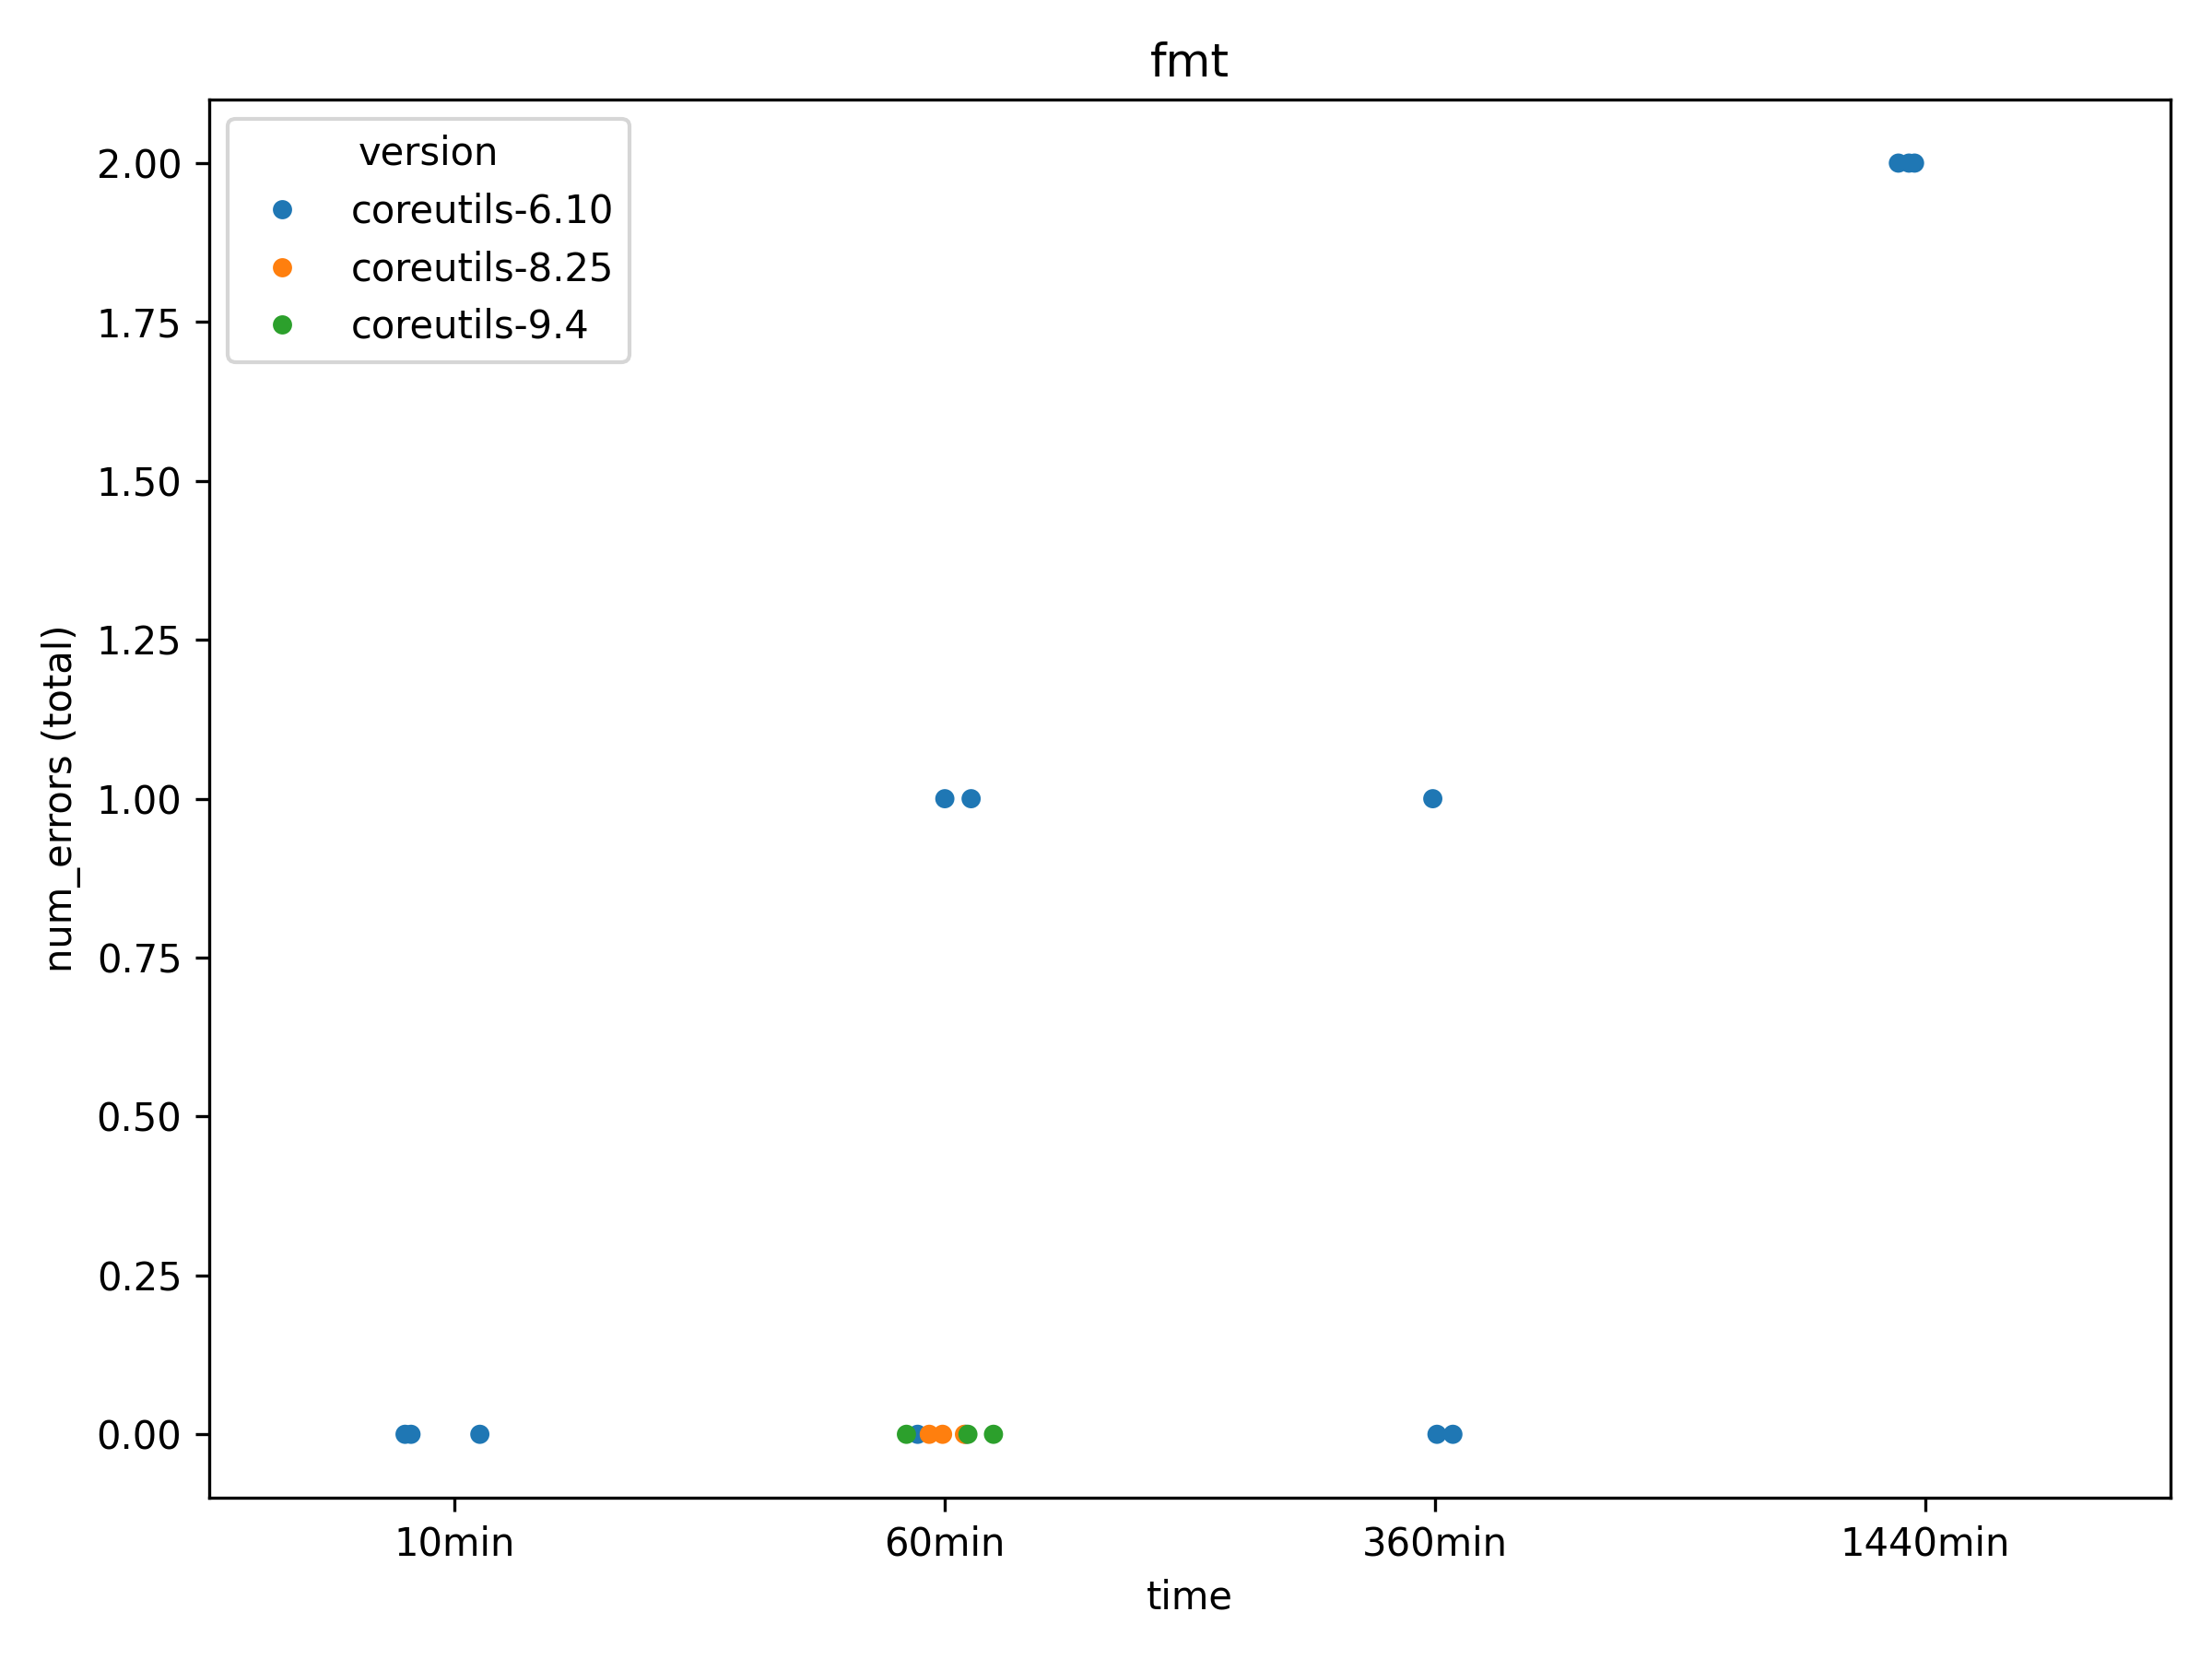 fmt
version
coreutils-6.10
coreutils-8.25
coreutils-9.4
2.00
1.75
1.50
1.25
1.00
0.75
0.50
0.25
0.00
num_errors (total)
10min 60min 360min 1440min
time